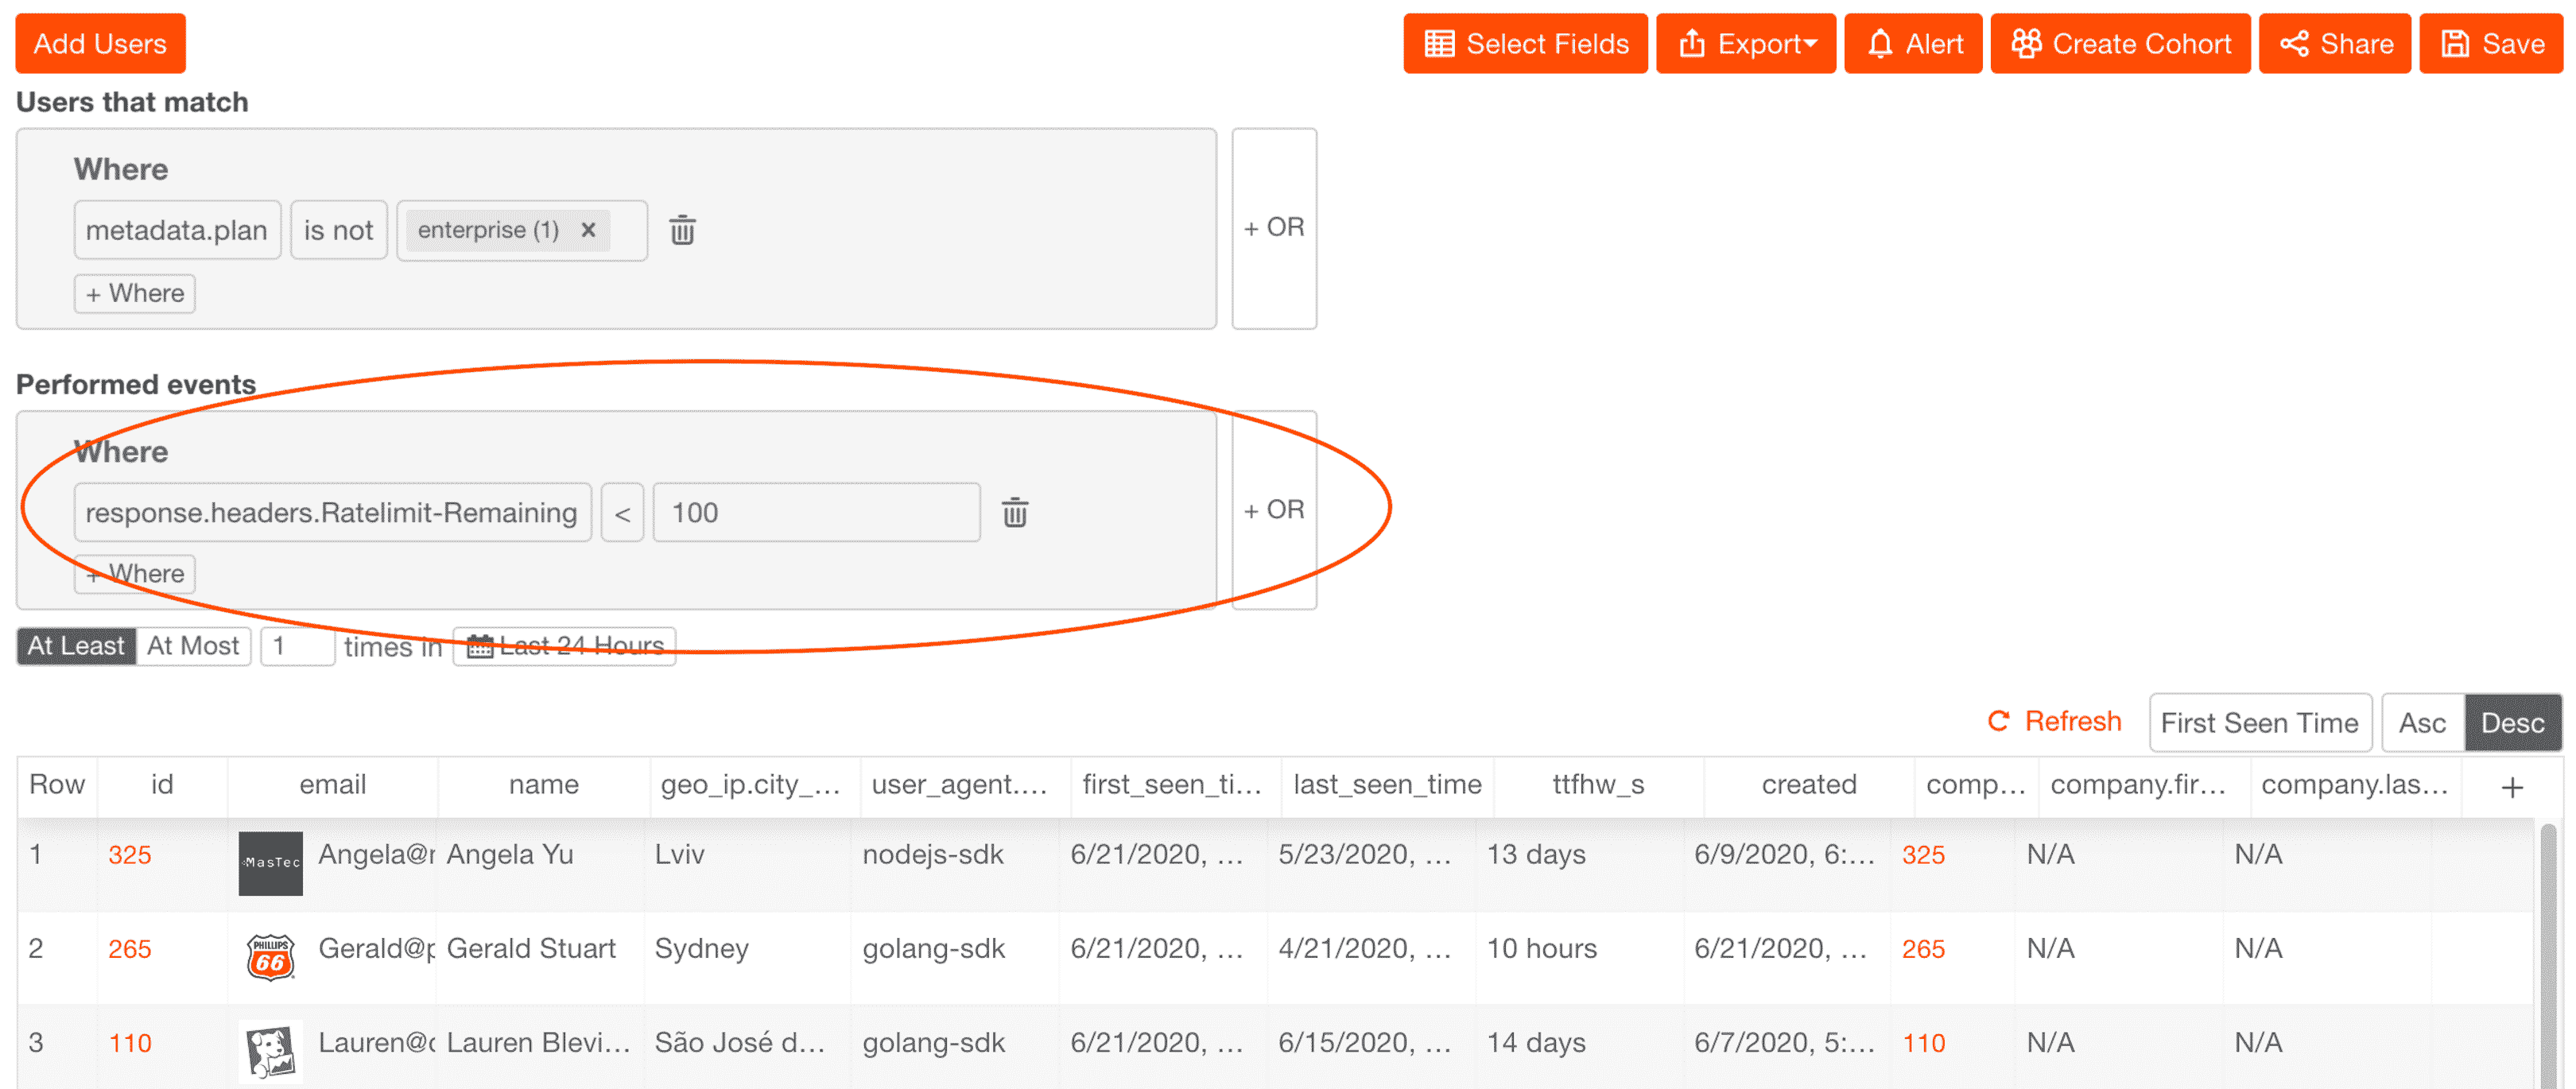 Add Users Select Fields Export Alert Create Cohort Share Save
Users that match
Where
metadata.plan is not enterprise (1) x
+ OR
+ Where
Performed events
Where
response.headers.Ratelimit-Remaining < 100
+ OR
+ Where
At Least At Most 1 times in Last 24 Hours
Refresh First Seen Time Asc Desc
Row id email name geo_ip.city_... user_agent.... first_seen_ti... last_seen_time ttfhw_s created comp... company.fir... company.las... +
1 325 MasTec Angela@ Angela Yu Lviv nodejs-sdk 6/21/2020, ... 5/23/2020, ... 13 days 6/9/2020, 6:... 325 N/A N/A
2 265 PHILLIPS 66 Gerald@p Gerald Stuart Sydney golang-sdk 6/21/2020, ... 4/21/2020, ... 10 hours 6/21/2020, ... 265 N/A N/A
3 110 Lauren@ Lauren Blevi... São José d... golang-sdk 6/21/2020, ... 6/15/2020, ... 14 days 6/7/2020, 5:... 110 N/A N/A